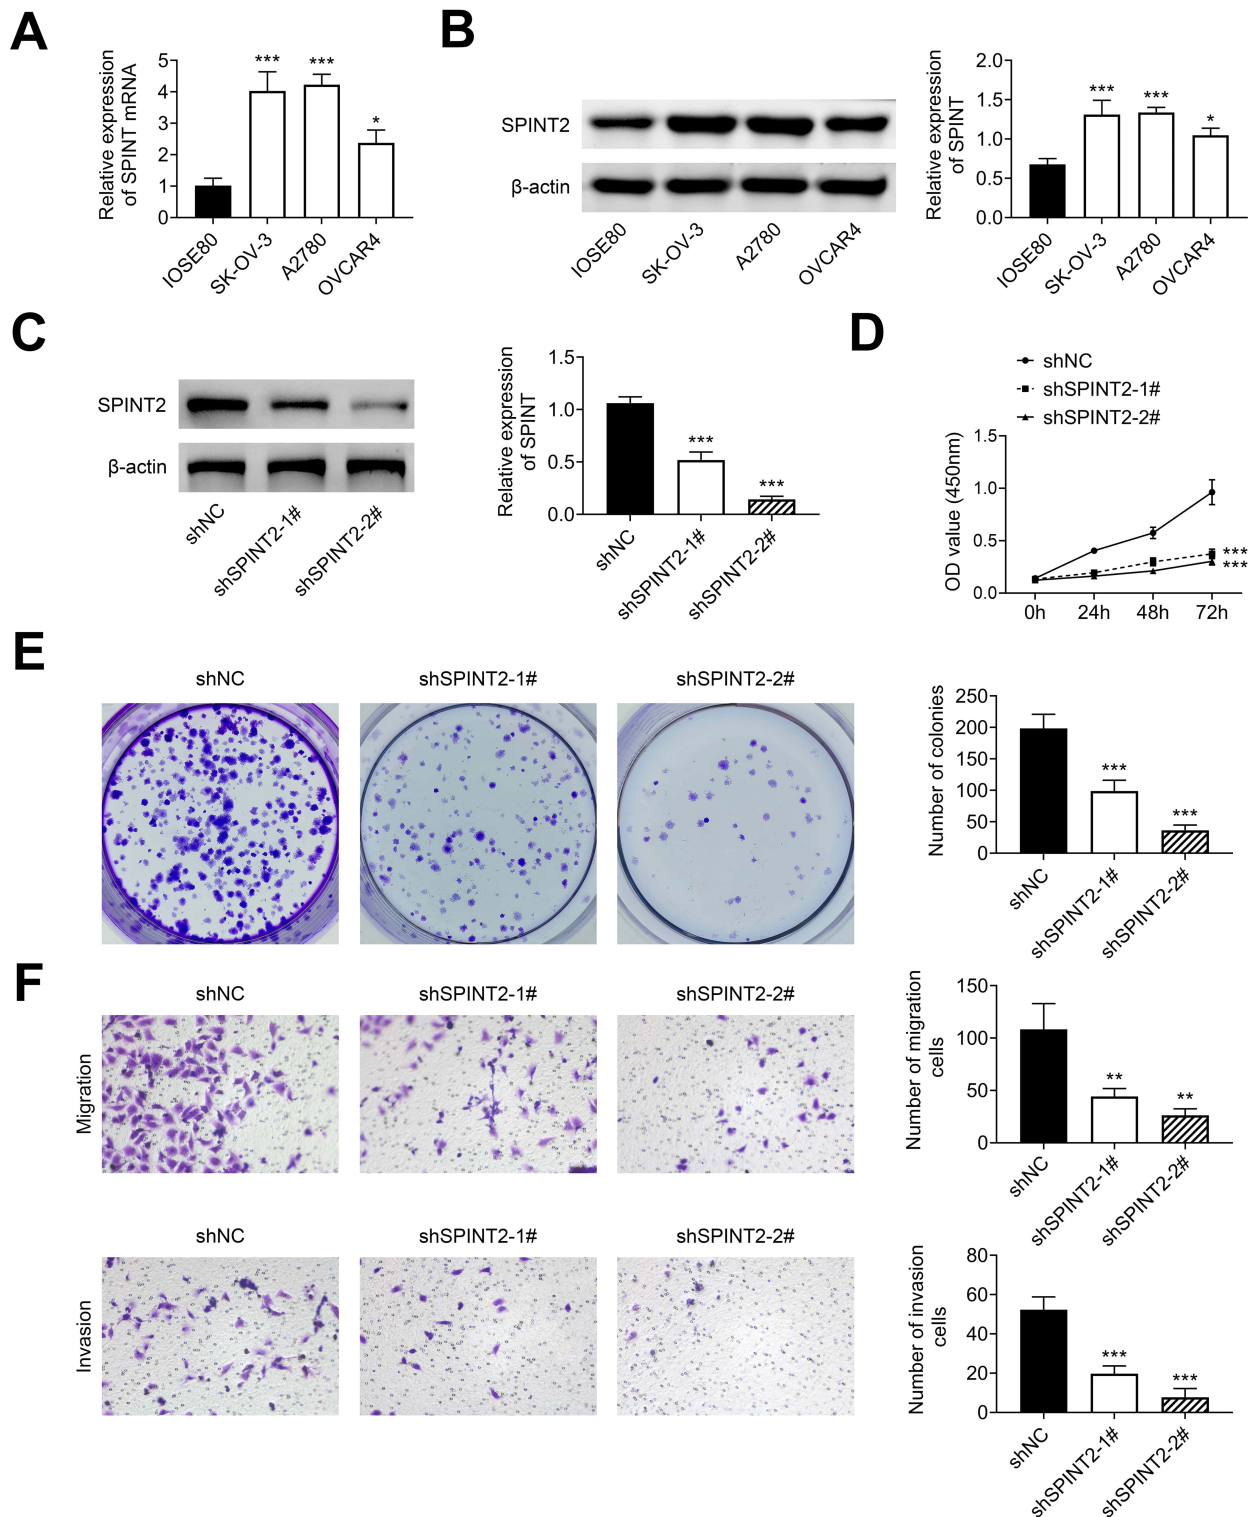 A
Relative expression
of SPINT mRNA
5
4
3
2
1
0
***
***
*
IOSE80
SK-OV-3
A2780
OVCAR4
B
SPINT2
β-actin
IOSE80
SK-OV-3
A2780
OVCAR4
Relative expression
of SPINT
2.0
1.5
1.0
0.5
0.0
***
***
*
IOSE80
SK-OV-3
A2780
OVCAR4
C
SPINT2
β-actin
shNC
shSPINT2-1#
shSPINT2-2#
Relative expression
of SPINT
1.5
1.0
0.5
0.0
***
***
shNC
shSPINT2-1#
shSPINT2-2#
D
shNC
shSPINT2-1#
shSPINT2-2#
OD value (450nm)
1.5
1.0
0.5
0.0
***
***
0h
24h
48h
72h
E
shNC
shSPINT2-1#
shSPINT2-2#
Number of colonies
250
200
150
100
50
0
***
***
shNC
shSPINT2-1#
shSPINT2-2#
F
shNC
shSPINT2-1#
shSPINT2-2#
Migration
Number of migration
cells
150
100
50
0
**
**
shNC
shSPINT2-1#
shSPINT2-2#
shNC
shSPINT2-1#
shSPINT2-2#
Invasion
Number of invasion
cells
80
60
40
20
0
***
***
shNC
shSPINT2-1#
shSPINT2-2#